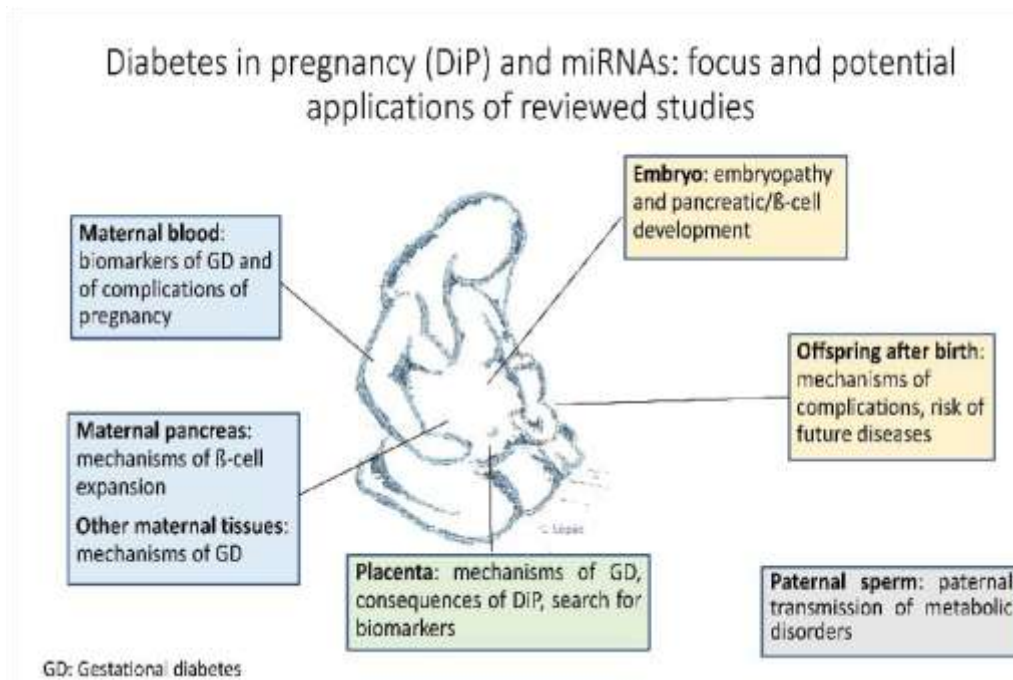 Diabetes in pregnancy (DiP) and miRNAs: focus and potential
applications of reviewed studies
Embryo: embryopathy
and pancreatic/ß-cell
development
Maternal blood:
biomarkers of GD and
of complications of
pregnancy
Offspring after birth:
mechanisms of
complications, risk of
future diseases
Maternal pancreas:
mechanisms of ß-cell
expansion
Other maternal tissues:
mechanisms of GD
Placenta: mechanisms of GD,
consequences of DiP, search for
biomarkers
Paternal sperm: paternal
transmission of metabolic
disorders
GD: Gestational diabetes